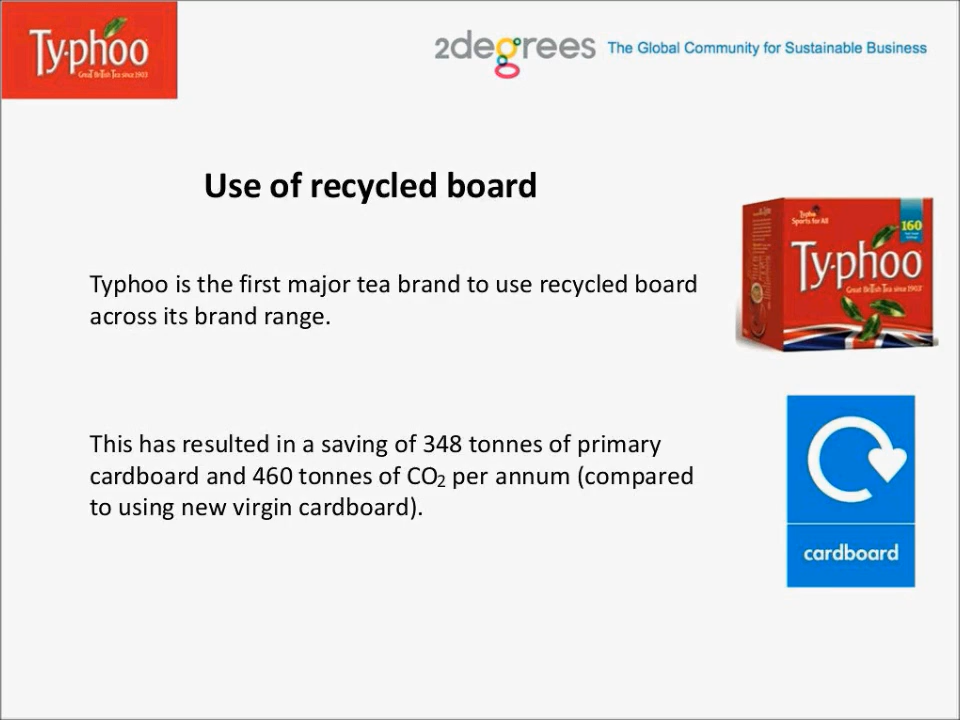 Ty·phoo
Great British Tea since 1903
2degrees The Global Community for Sustainable Business
Use of recycled board
Typhoo is the first major tea brand to use recycled board
across its brand range.
Typhoo
Sports for All
160
Ty·phoo
Great British Tea since 1903
This has resulted in a saving of 348 tonnes of primary
cardboard and 460 tonnes of CO₂ per annum (compared
to using new virgin cardboard).
cardboard